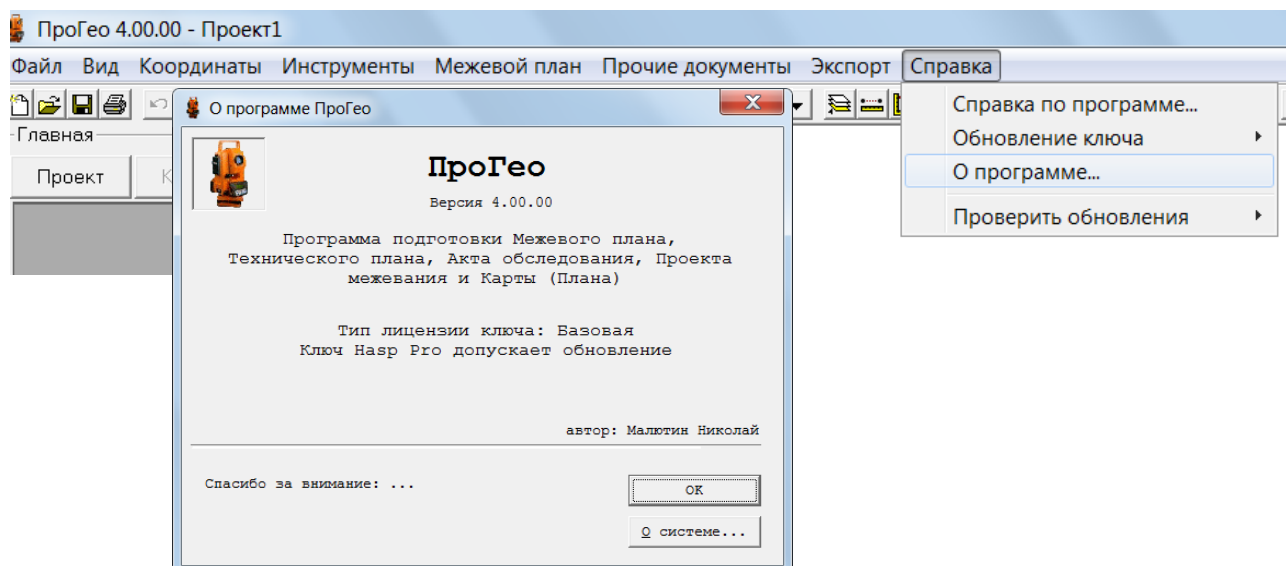 ПроГео 4.00.00 - Проект1
Файл Вид Координаты Инструменты Межевой план Прочие документы Экспорт Справка
Главная
Проект
О программе ПроГео
ПроГео
Версия 4.00.00
Программа подготовки Межевого плана,
Технического плана, Акта обследования, Проекта
межевания и Карты (Плана)
Тип лицензии ключа: Базовая
Ключ Hasp Pro допускает обновление
автор: Малютин Николай
Спасибо за внимание: ...
OK
О системе...
Справка по программе...
Обновление ключа
О программе...
Проверить обновления